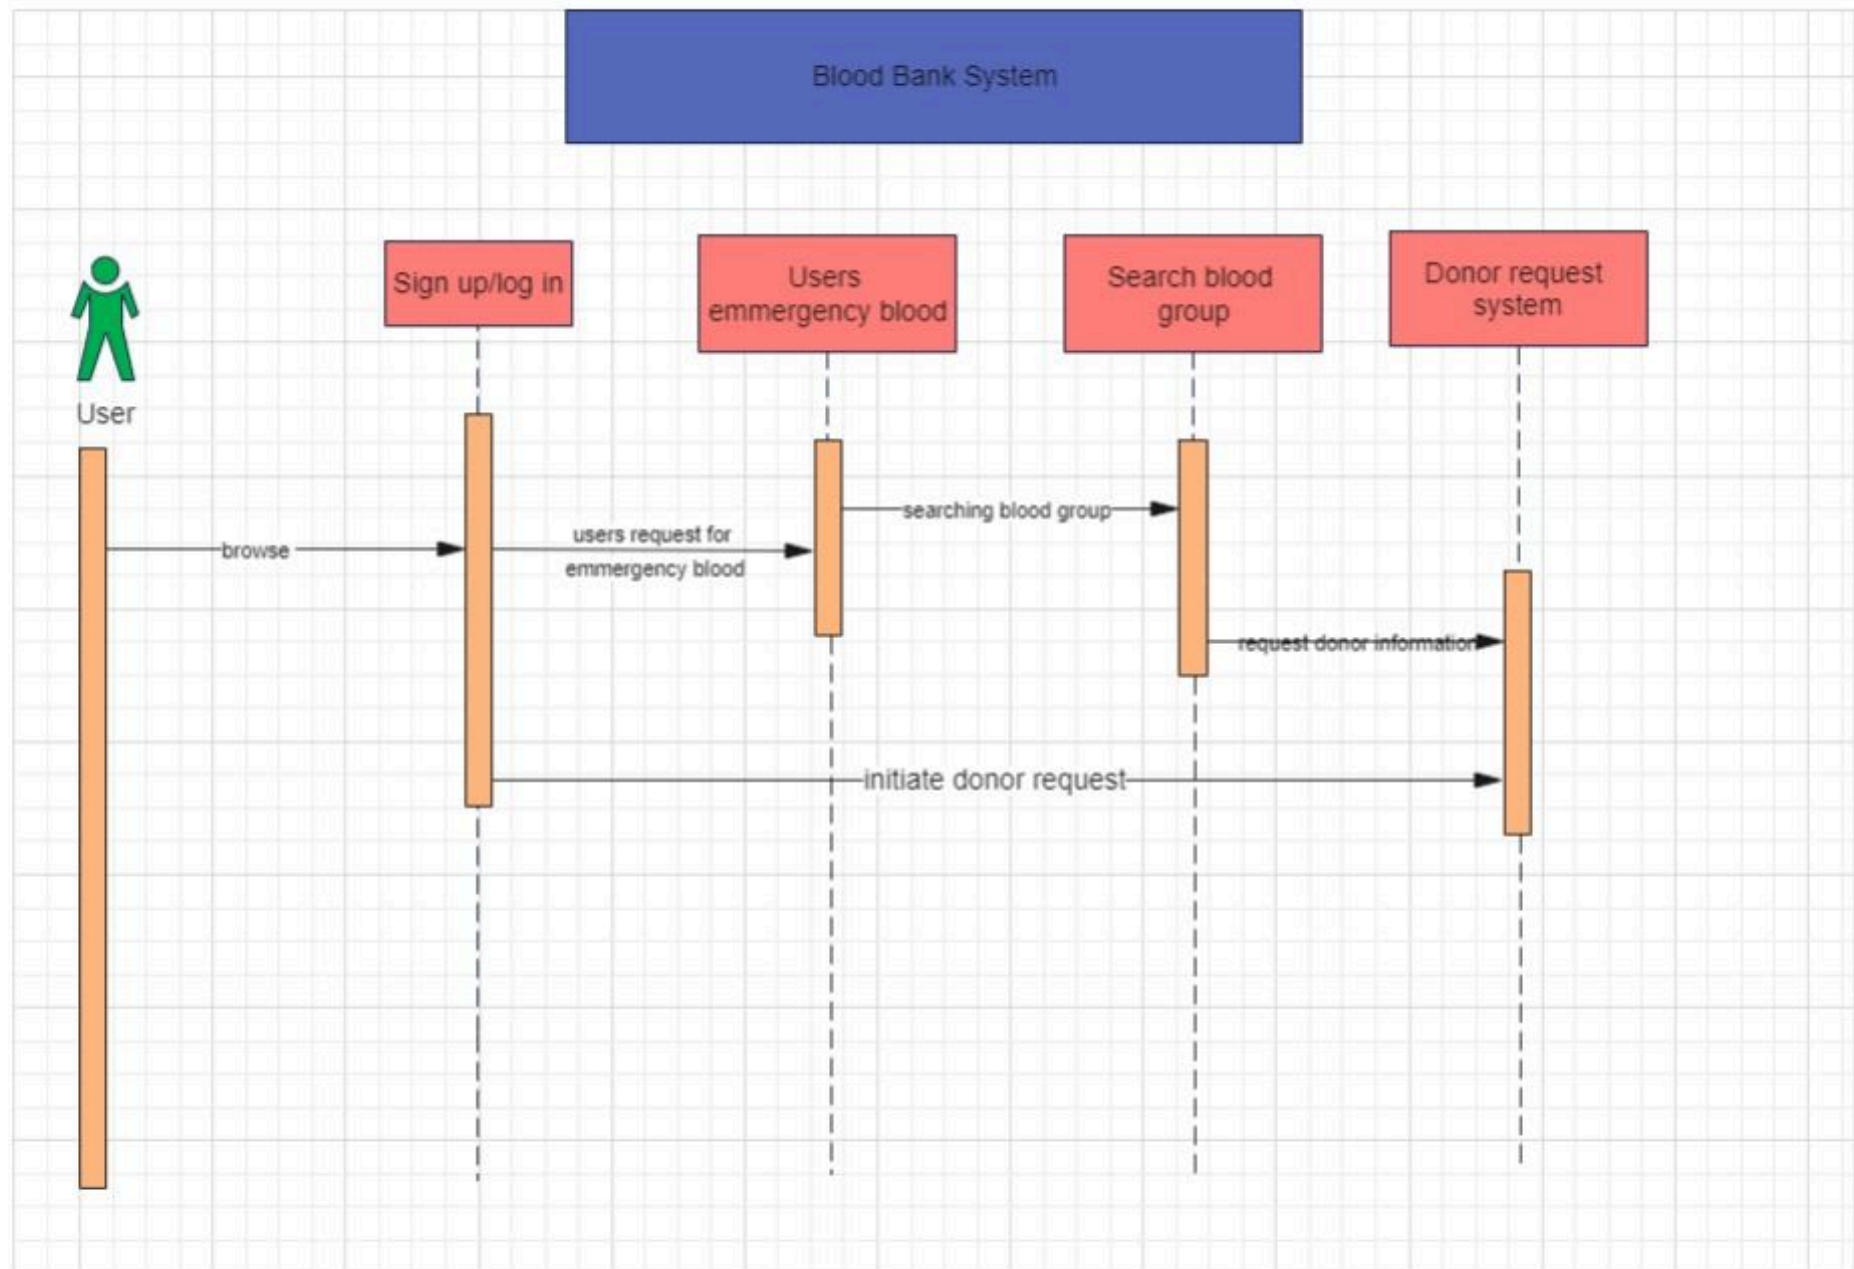 Blood Bank System
Sign up/log in
Users
emmergency blood
Search blood
group
Donor request
system
User
searching blood group
browse
users request for
emmergency blood
request donor information
initiate donor request